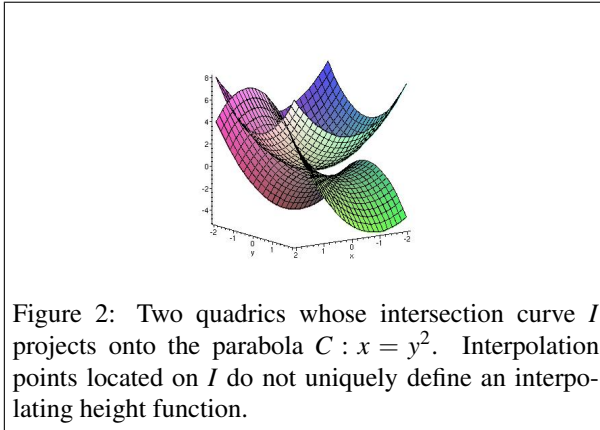 8
6
4
2
0
-2
-4
-2
-1
0
y
1
2
2
1
0
x
-1
-2
Figure 2: Two quadrics whose intersection curve I
projects onto the parabola C : x = y². Interpolation
points located on I do not uniquely define an interpo-
lating height function.